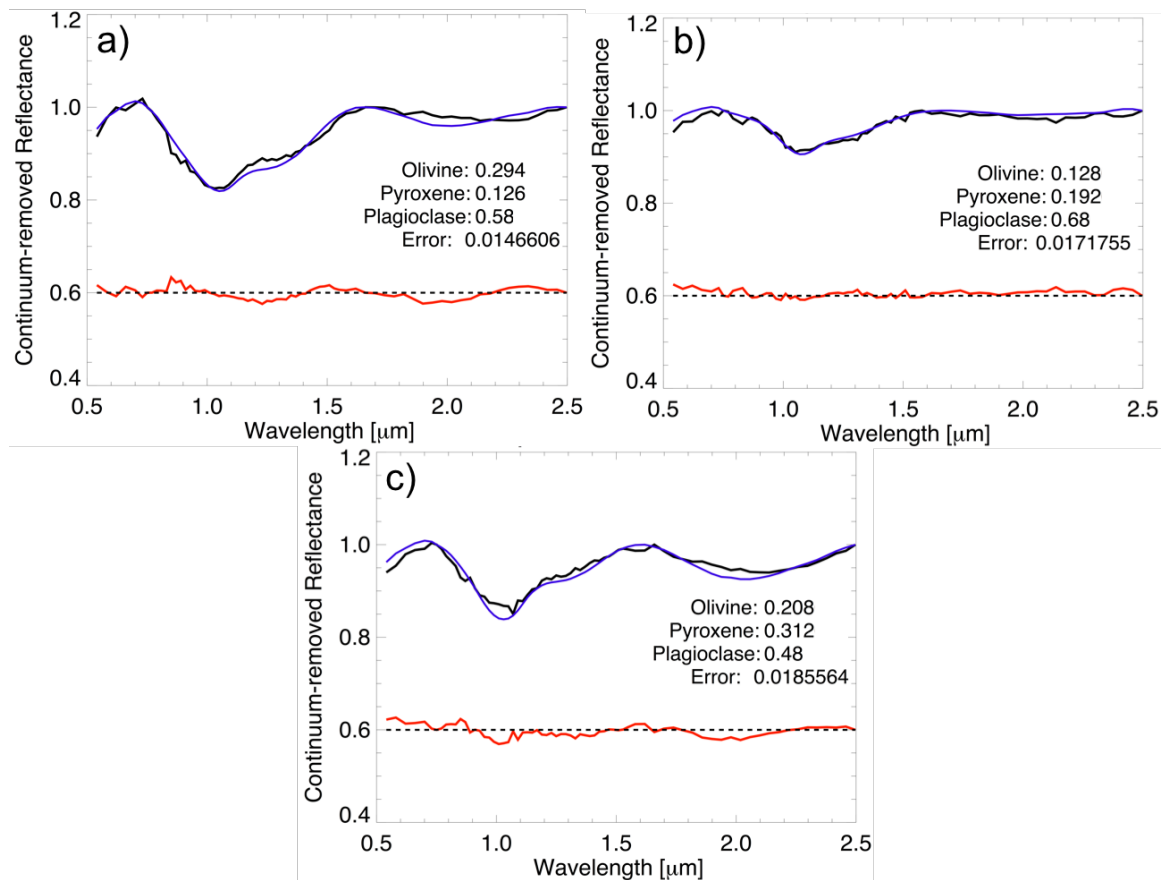 a)
Continuum-removed Reflectance
1.2
1.0
0.8
0.6
0.4
Olivine: 0.294
Pyroxene: 0.126
Plagioclase: 0.58
Error: 0.0146606
0.5 1.0 1.5 2.0 2.5
Wavelength [μm]
b)
Continuum-removed Reflectance
1.2
1.0
0.8
0.6
0.4
Olivine: 0.128
Pyroxene: 0.192
Plagioclase: 0.68
Error: 0.0171755
0.5 1.0 1.5 2.0 2.5
Wavelength [μm]
c)
Continuum-removed Reflectance
1.2
1.0
0.8
0.6
0.4
Olivine: 0.208
Pyroxene: 0.312
Plagioclase: 0.48
Error: 0.0185564
0.5 1.0 1.5 2.0 2.5
Wavelength [μm]